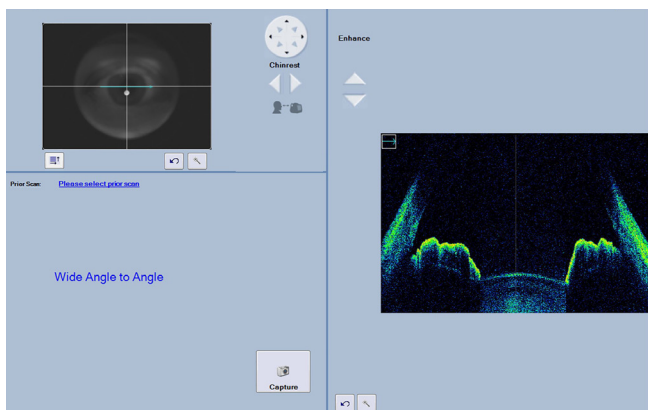 Chinrest
Enhance
Prior Scan: Please select prior scan
Wide Angle to Angle
Capture